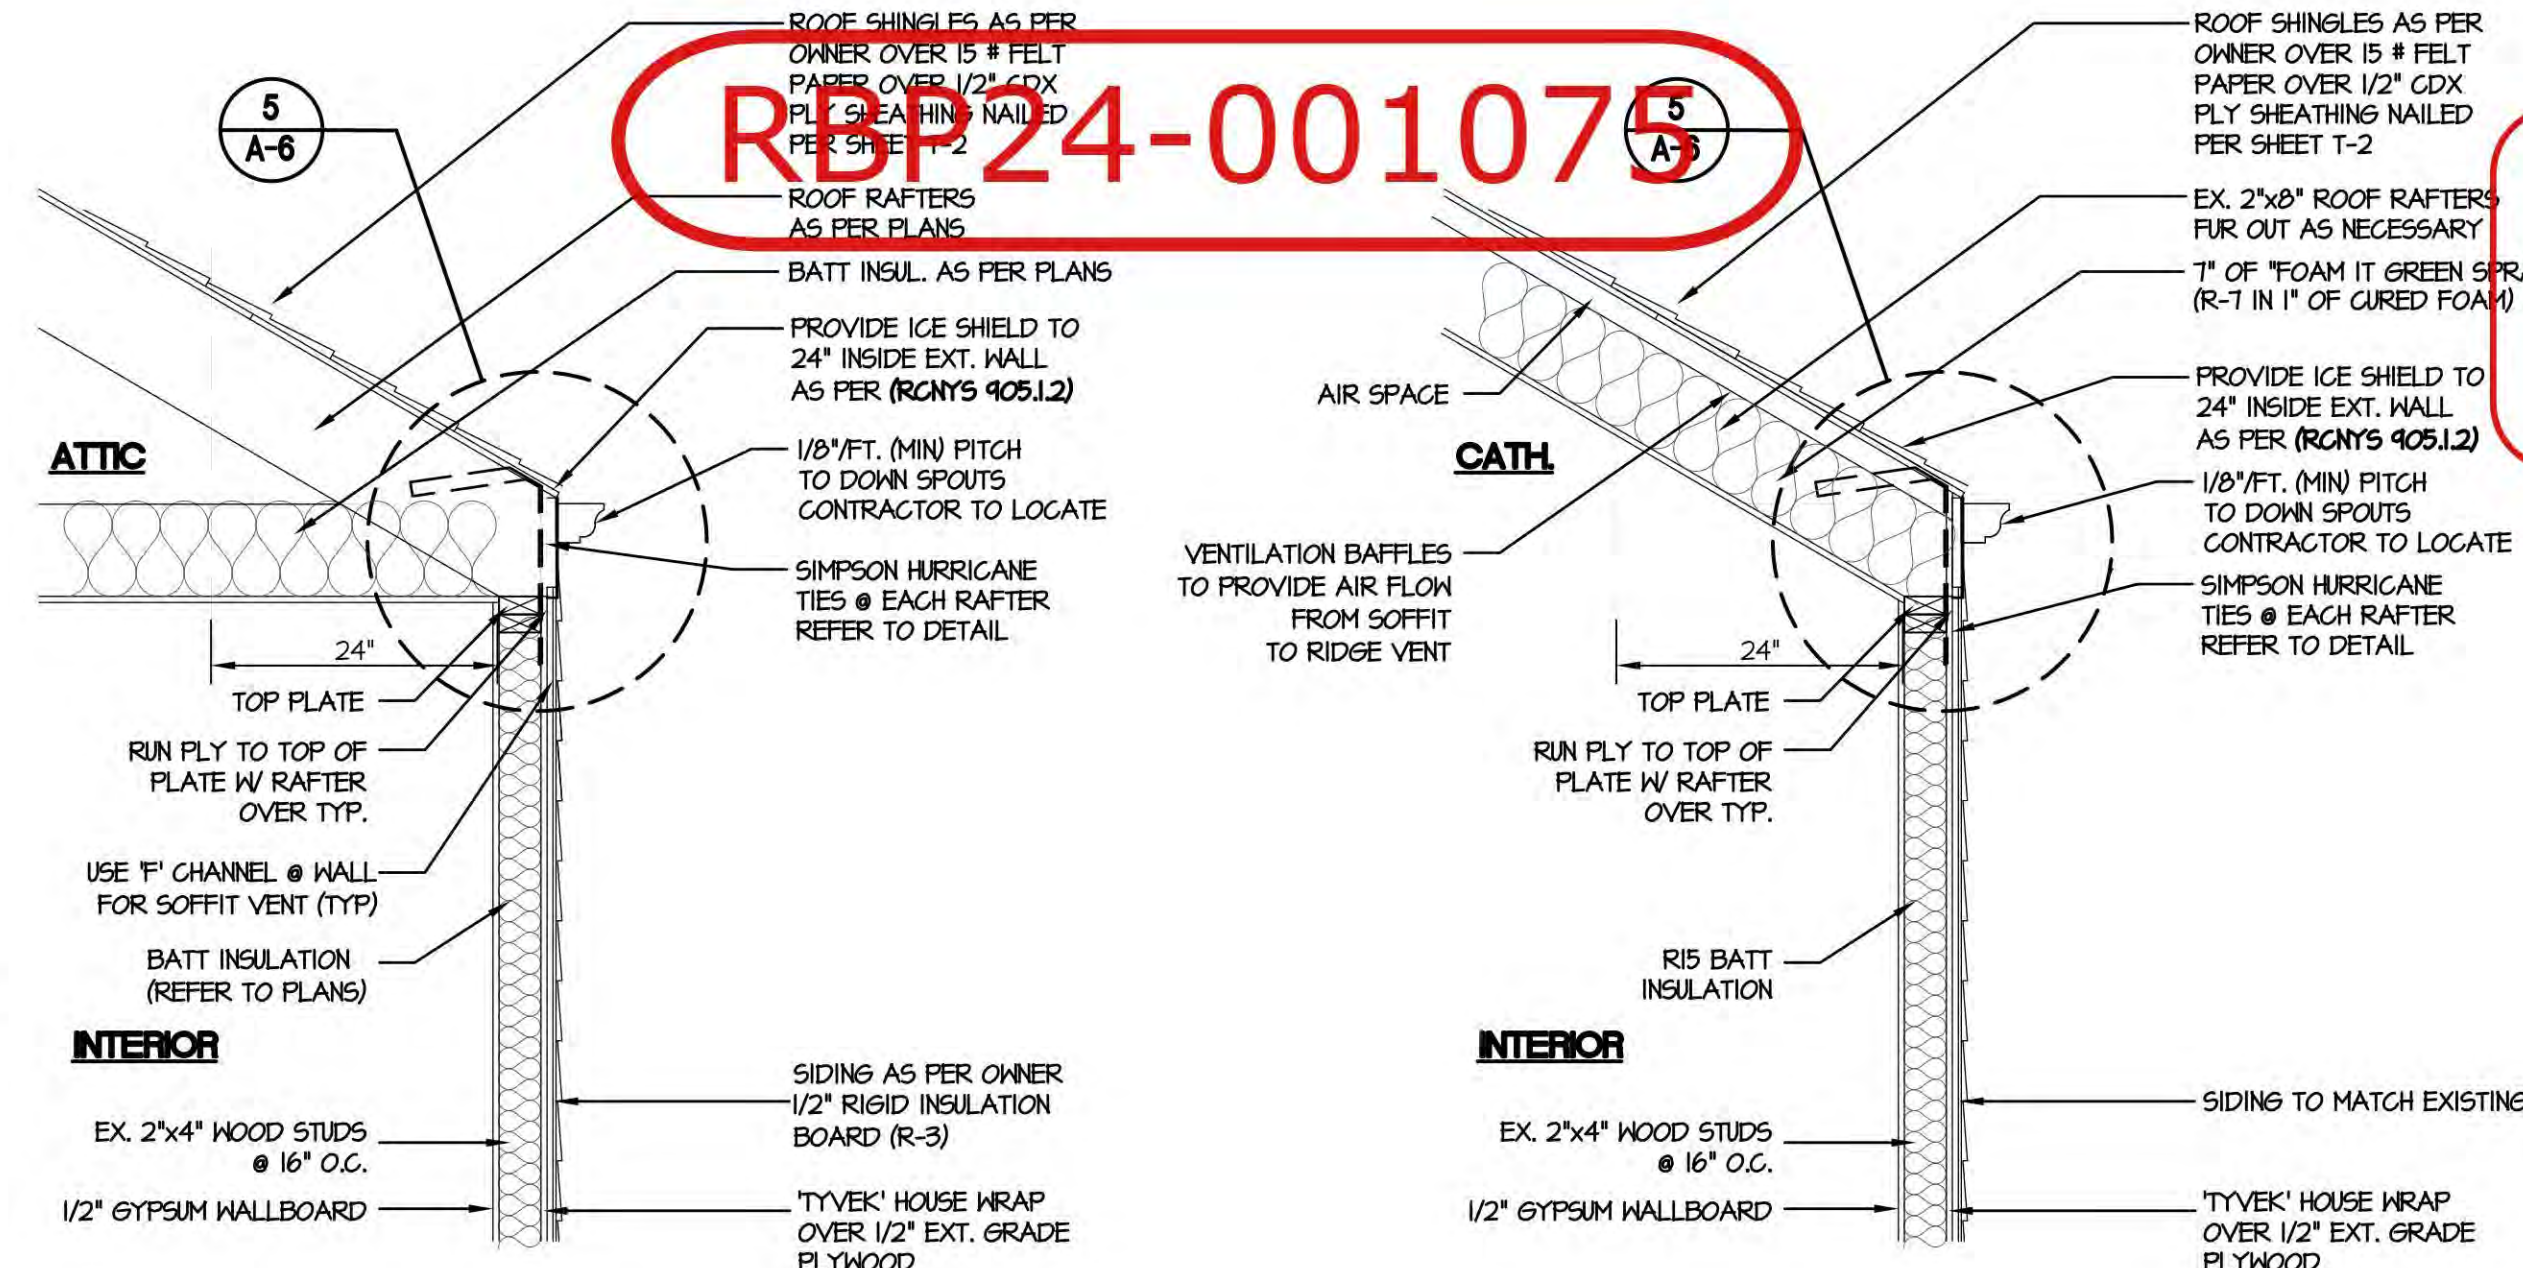 ROOF SHINGLES AS PER
OWNER OVER 15 # FELT
PAPER OVER 1/2" CDX
PLY SHEATHING NAILED
PER SHEET T-2
5
A-6
ROOF RAFTERS
AS PER PLANS
BATT INSUL. AS PER PLANS
PROVIDE ICE SHIELD TO
24" INSIDE EXT. WALL
AS PER (RCNYS 905.1.2)
ATTIC
1/8"/FT. (MIN) PITCH
TO DOWN SPOUTS
CONTRACTOR TO LOCATE
SIMPSON HURRICANE
TIES @ EACH RAFTER
REFER TO DETAIL
24"
TOP PLATE
RUN PLY TO TOP OF
PLATE W/ RAFTER
OVER TYP.
USE 'F' CHANNEL @ WALL
FOR SOFFIT VENT (TYP)
BATT INSULATION
(REFER TO PLANS)
INTERIOR
SIDING AS PER OWNER
1/2" RIGID INSULATION
BOARD (R-3)
EX. 2"x4" WOOD STUDS
@ 16" O.C.
1/2" GYPSUM WALLBOARD
'TYVEK' HOUSE WRAP
OVER 1/2" EXT. GRADE
PLYWOOD
RBP24-001075
5
A-6
ROOF SHINGLES AS PER
OWNER OVER 15 # FELT
PAPER OVER 1/2" CDX
PLY SHEATHING NAILED
PER SHEET T-2
EX. 2"x8" ROOF RAFTERS
FUR OUT AS NECESSARY
7" OF "FOAM IT GREEN
(R-7 IN 1" OF CURED FOAM)
AIR SPACE
PROVIDE ICE SHIELD TO
24" INSIDE EXT. WALL
AS PER (RCNYS 905.1.2)
CATH.
1/8"/FT. (MIN) PITCH
TO DOWN SPOUTS
CONTRACTOR TO LOCATE
VENTILATION BAFFLES
TO PROVIDE AIR FLOW
FROM SOFFIT
TO RIDGE VENT
SIMPSON HURRICANE
TIES @ EACH RAFTER
REFER TO DETAIL
24"
TOP PLATE
RUN PLY TO TOP OF
PLATE W/ RAFTER
OVER TYP.
R15 BATT
INSULATION
INTERIOR
SIDING TO MATCH EXISTING
EX. 2"x4" WOOD STUDS
@ 16" O.C.
1/2" GYPSUM WALLBOARD
'TYVEK' HOUSE WRAP
OVER 1/2" EXT. GRADE
PLYWOOD